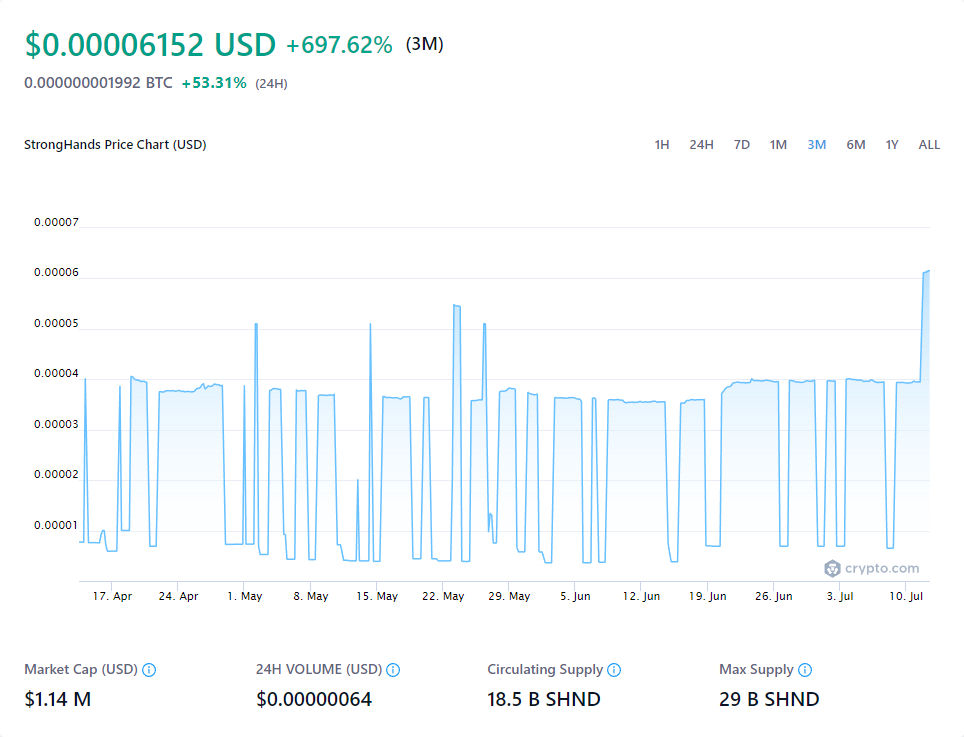 $0.00006152 USD +697.62% (3M)
0.000000001992 BTC +53.31% (24H)
StrongHands Price Chart (USD) 1H 24H 7D 1M 3M 6M 1Y ALL
0.00007
0.00006
0.00005
0.00004
0.00003
0.00002
0.00001
crypto.com
17. Apr 24. Apr 1. May 8. May 15. May 22. May 29. May 5. Jun 12. Jun 19. Jun 26. Jun 3. Jul 10. Jul
Market Cap (USD) 24H VOLUME (USD) Circulating Supply Max Supply
$1.14 M $0.00000064 18.5 B SHND 29 B SHND